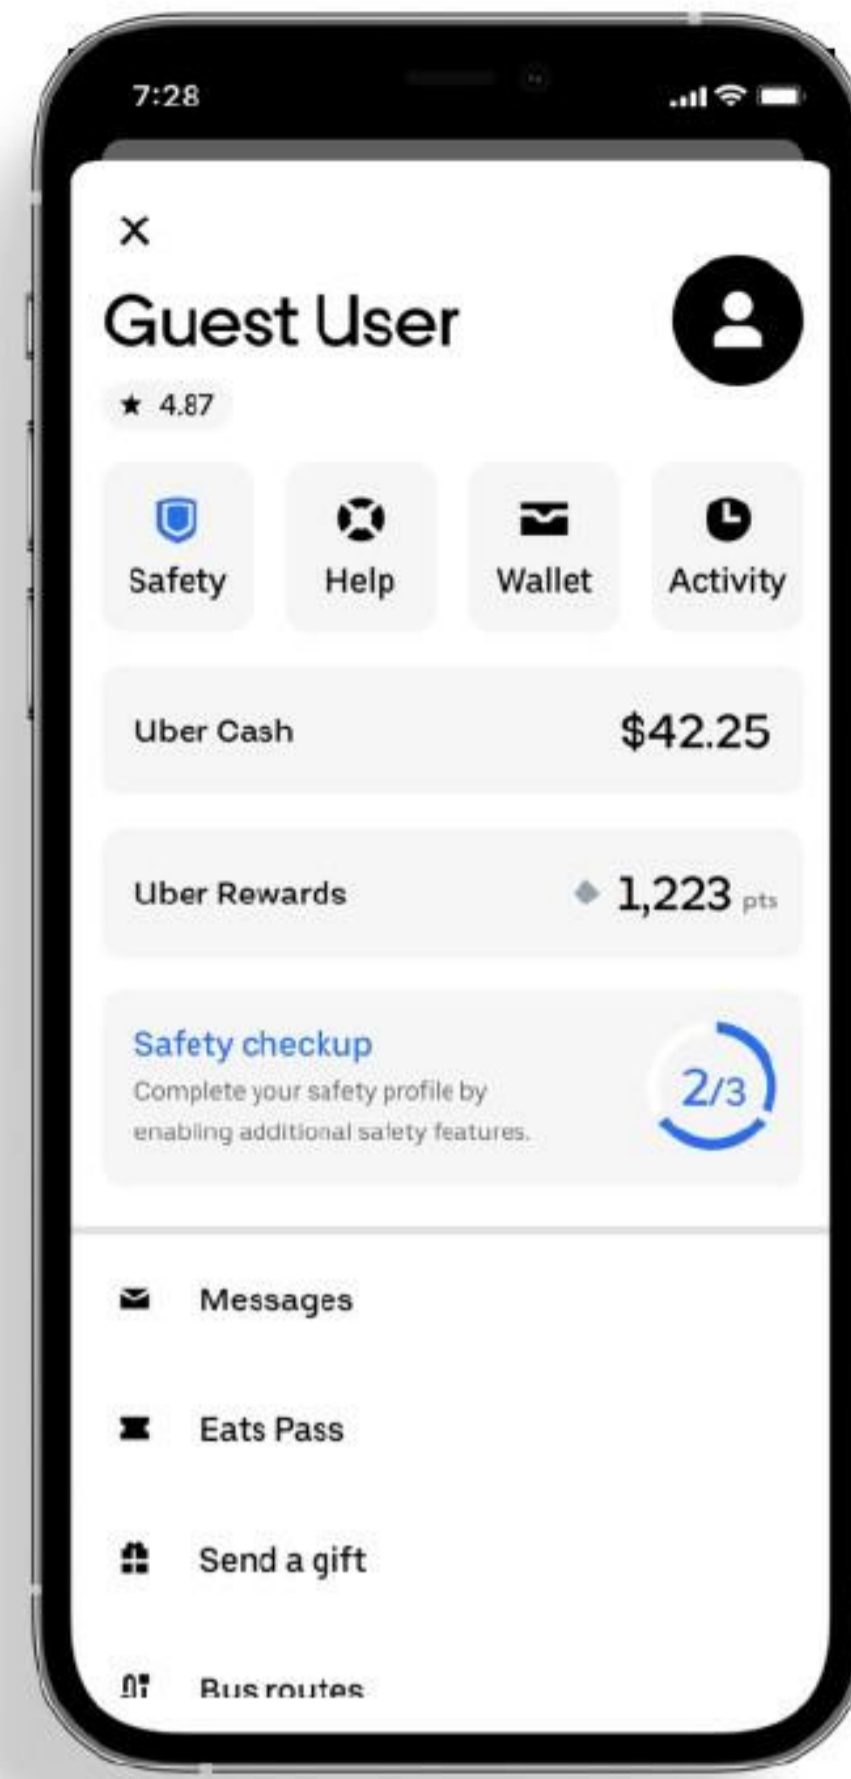 7:28
Guest User
★ 4.87
Safety
Help
Wallet
Activity
Uber Cash
$42.25
Uber Rewards
1,223 pts
Safety checkup
Complete your safety profile by
enabling additional safety features.
2/3
Messages
Eats Pass
Send a gift
Bus routes